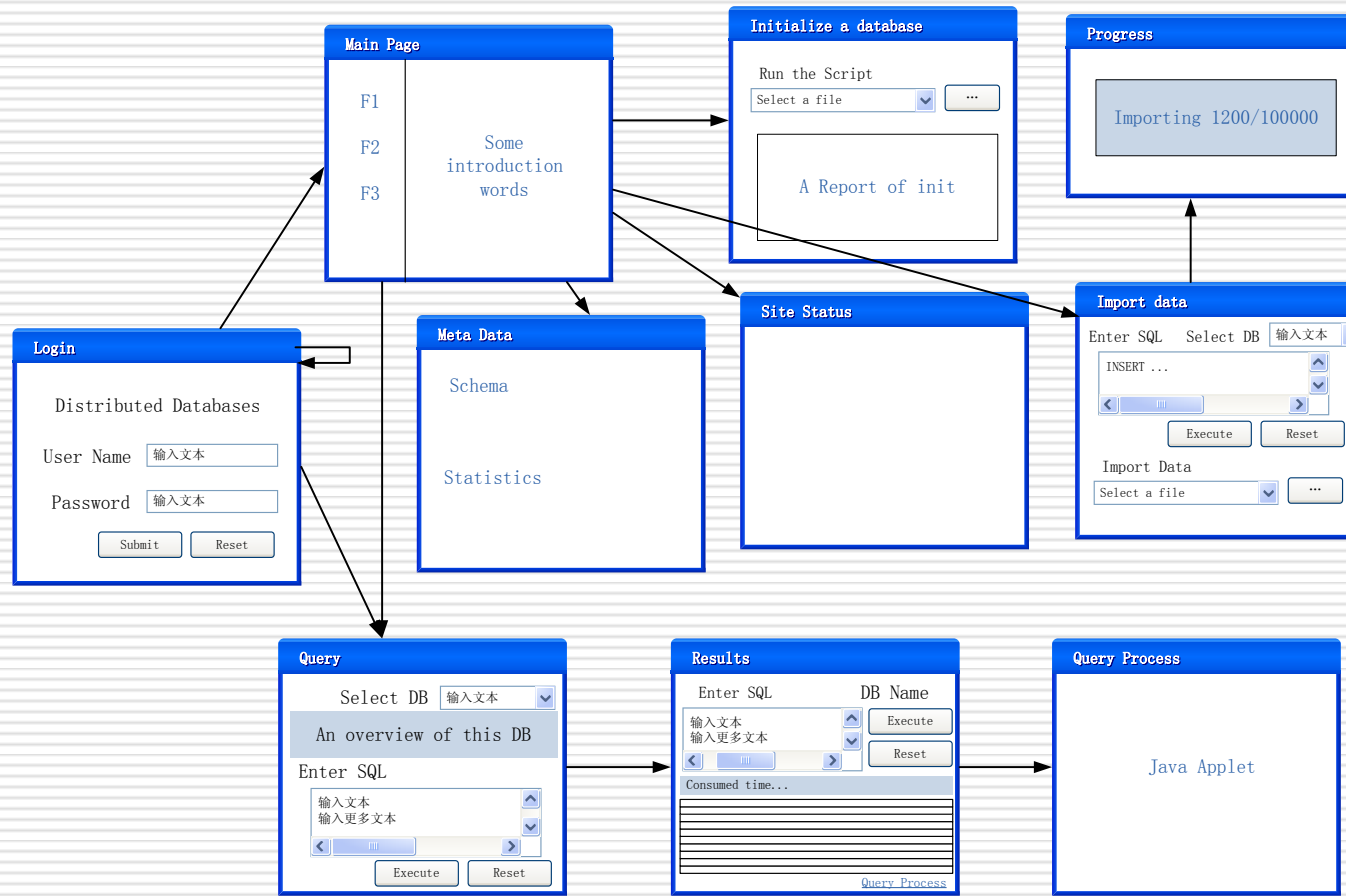 Main Page
F1
F2
F3
Some
introduction
words
Initialize a database
Run the Script
Select a file
...
A Report of init
Progress
Importing 1200/100000
Login
Distributed Databases
User Name 输入文本
Password 输入文本
Submit Reset
Meta Data
Schema
Statistics
Site Status
Import data
Enter SQL Select DB 输入文本
INSERT ...
Execute Reset
Import Data
Select a file
...
Query
Select DB 输入文本
An overview of this DB
Enter SQL
输入文本
输入更多文本
Execute Reset
Results
Enter SQL DB Name
输入文本
输入更多文本
Execute
Reset
Consumed time...
Query Process
Query Process
Java Applet